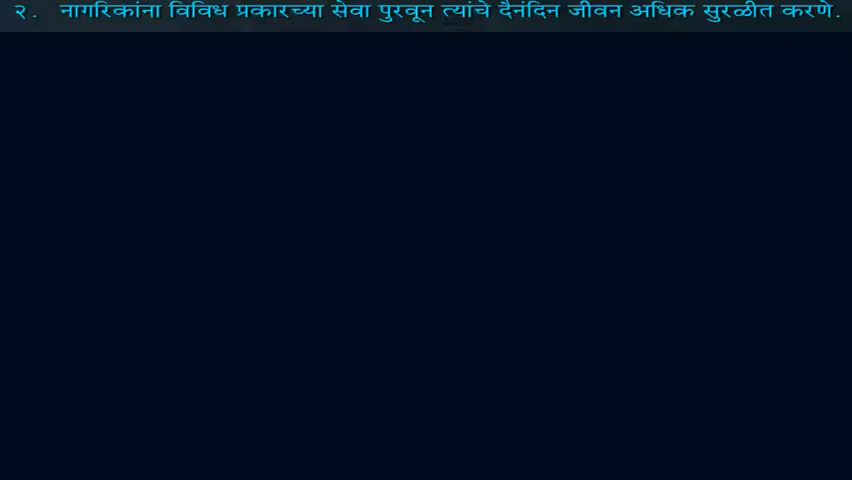 २. नागरिकांना विविध प्रकारच्या सेवा पुरवून त्यांचे दैनंदिन जीवन अधिक सुरळीत करणे.